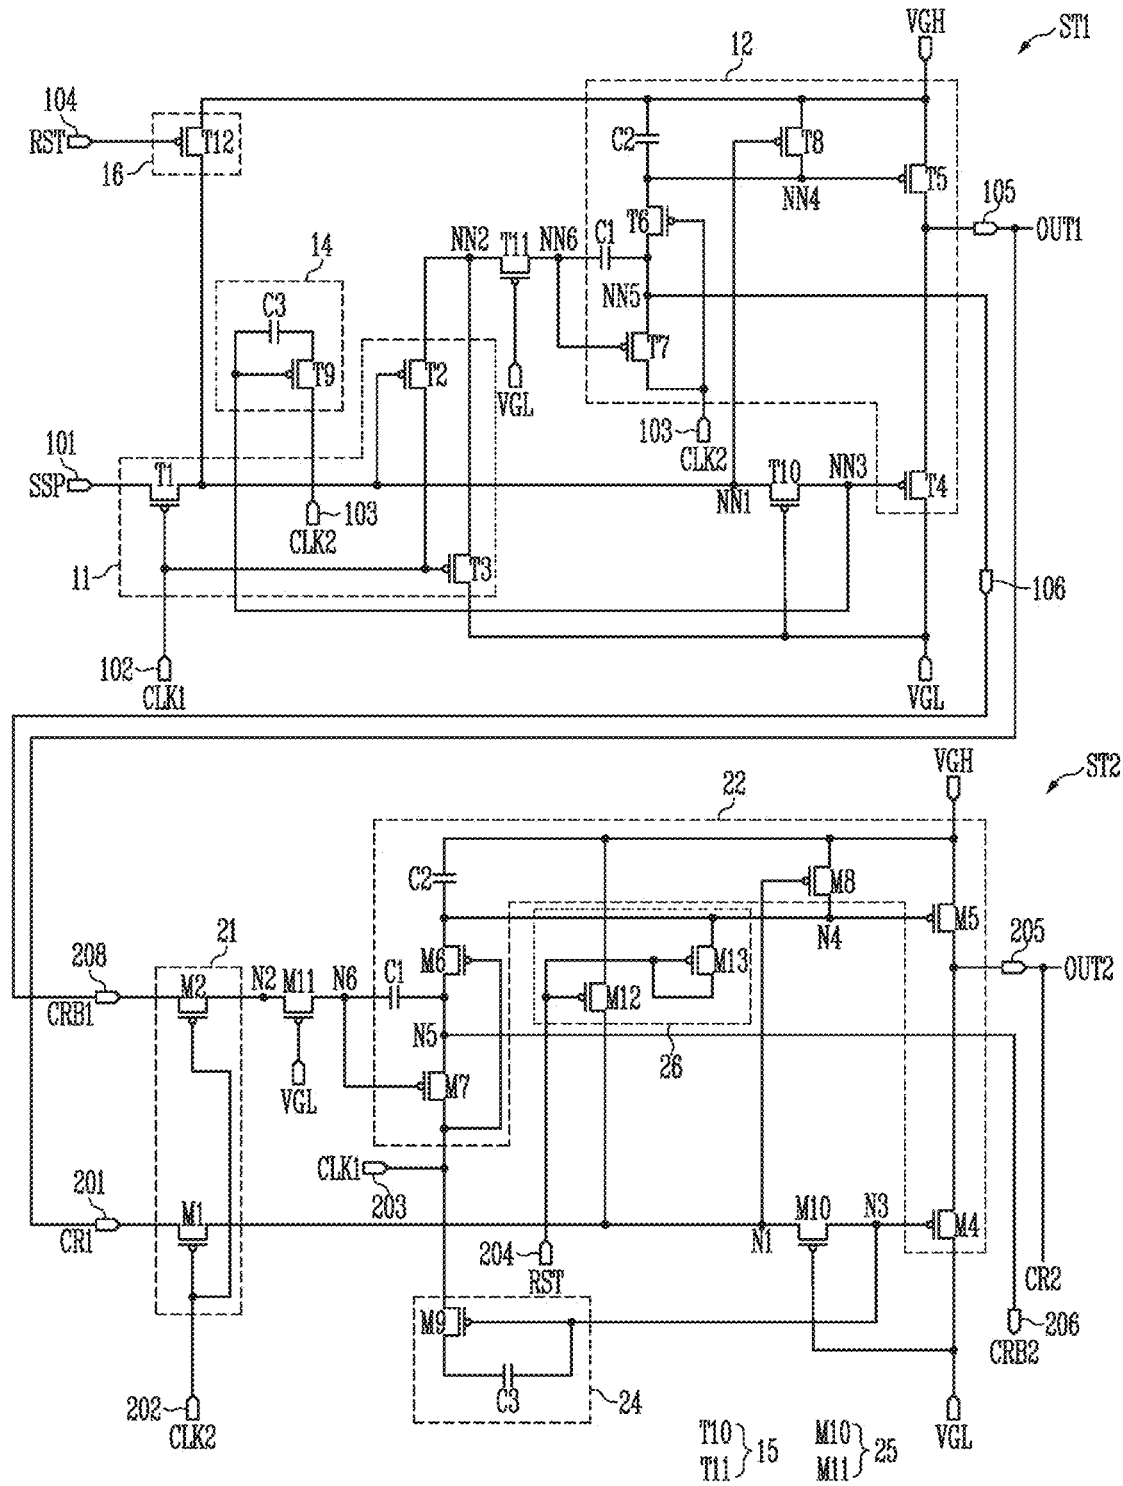 VGH
ST1
12
104
RST
T12
16
C2
T8
T5
NN4
105
OUT1
T6
14
NN2
T11
NN6
C1
NN5
C3
T9
T2
T7
VGL
103
CLK2
101
SSP
T1
103
CLK2
NN1
T10
NN3
T4
11
T3
106
102
CLK1
VGL
VGH
ST2
22
C2
M8
M5
N4
205
OUT2
21
208
CRB1
M2
N2
M11
N6
C1
M6
M13
M12
N5
26
M7
VGL
CLK1
203
201
CR1
M1
N1
M10
N3
M4
204
RST
CR2
M9
206
CRB2
C3
24
202
CLK2
VGL
T10
T11
15
M10
M11
25